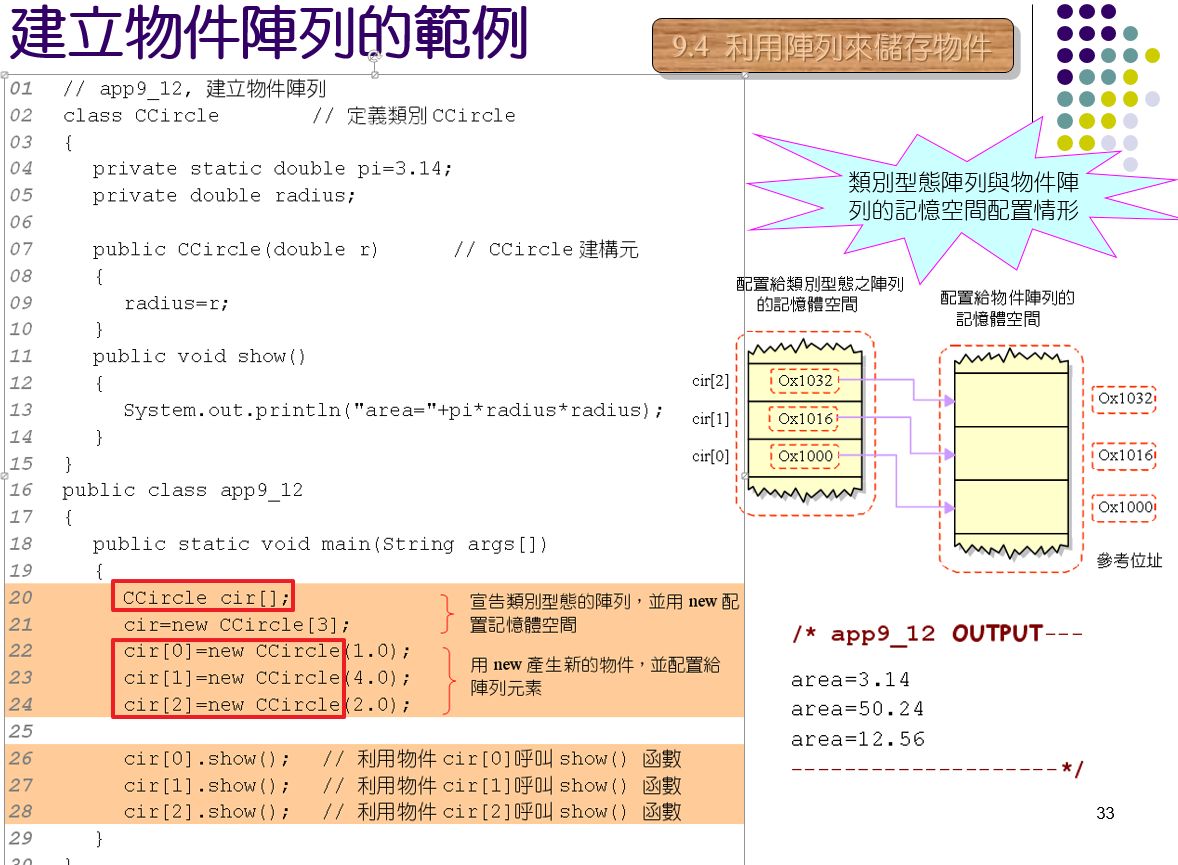 建立物件陣列的範例
9.4 利用陣列來儲存物件
01 // app9_12, 建立物件陣列
02 class CCircle // 定義類別 CCircle
03 {
04 private static double pi=3.14;
05 private double radius;
06
07 public CCircle(double r) // CCircle 建構元
08 {
09 radius=r;
10 }
11 public void show()
12 {
13 System.out.println("area="+pi*radius*radius);
14 }
15 }
16 public class app9_12
17 {
18 public static void main(String args[])
19 {
20 CCircle cir[];
21 cir=new CCircle[3];
22 cir[0]=new CCircle(1.0);
23 cir[1]=new CCircle(4.0);
24 cir[2]=new CCircle(2.0);
25
26 cir[0].show(); // 利用物件 cir[0]呼叫 show() 函數
27 cir[1].show(); // 利用物件 cir[1]呼叫 show() 函數
28 cir[2].show(); // 利用物件 cir[2]呼叫 show() 函數
29 }
30 }
宣告類別型態的陣列，並用 new 配
置記憶體空間
用 new 產生新的物件，並配置給
陣列元素
類別型態陣列與物件陣
列的記憶空間配置情形
配置給類別型態之陣列
的記憶體空間
配置給物件陣列的
記憶體空間
cir[2]
Ox1032
cir[1]
Ox1016
cir[0]
Ox1000
Ox1032
Ox1016
Ox1000
參考位址
/* app9_12 OUTPUT---
area=3.14
area=50.24
area=12.56
--------------------*/
33